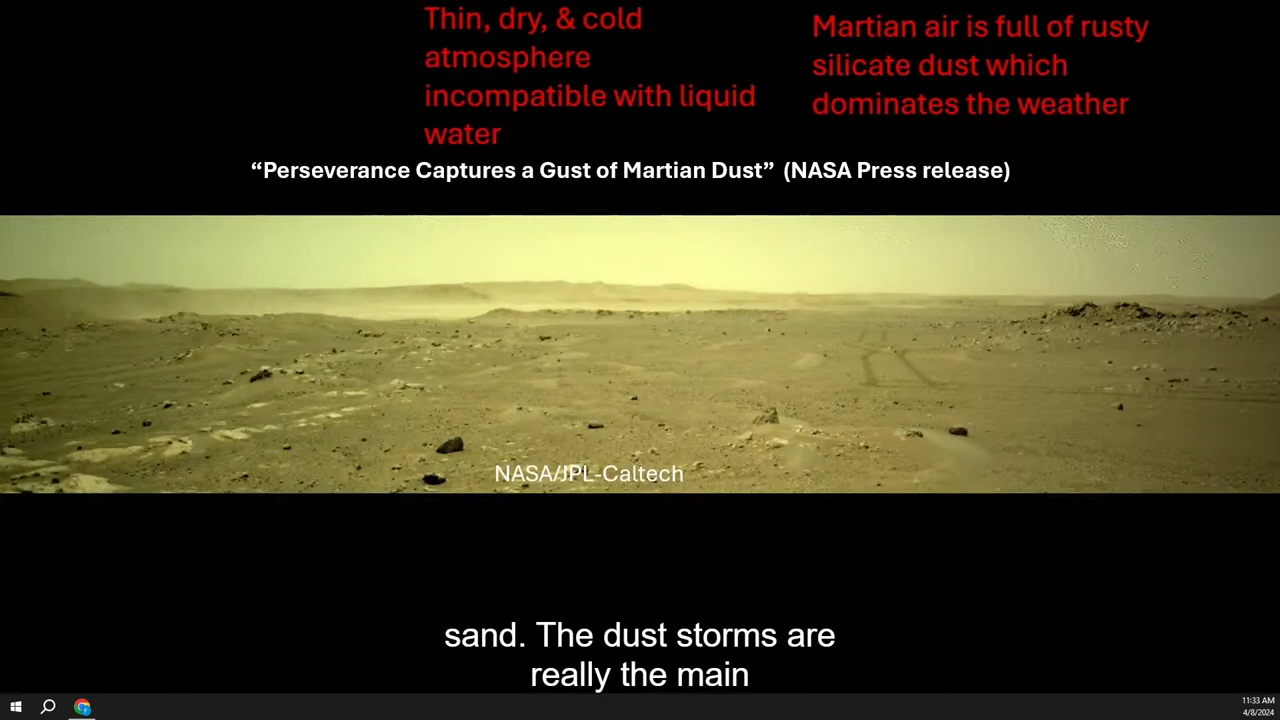 Thin, dry, & cold
atmosphere
incompatible with liquid
water
Martian air is full of rusty
silicate dust which
dominates the weather
“Perseverance Captures a Gust of Martian Dust” (NASA Press release)
NASA/JPL-Caltech
sand. The dust storms are
really the main
11:33 AM
4/8/2024